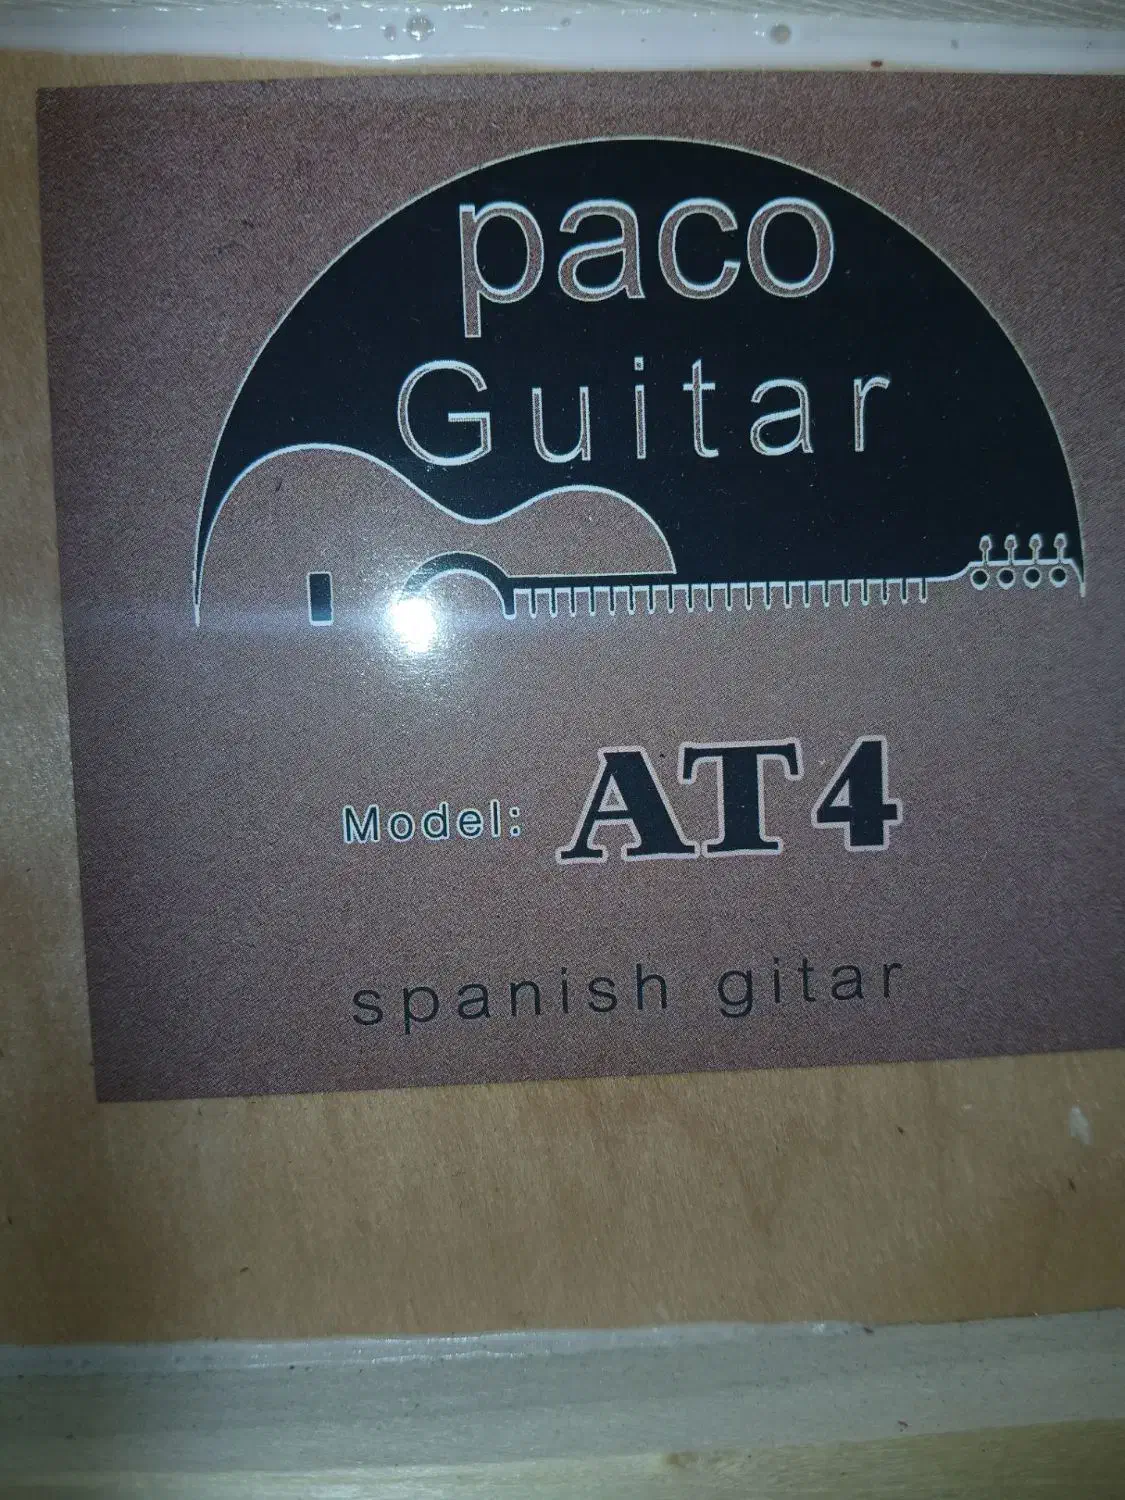 paco
Guitar
Model: AT4
spanish gitar